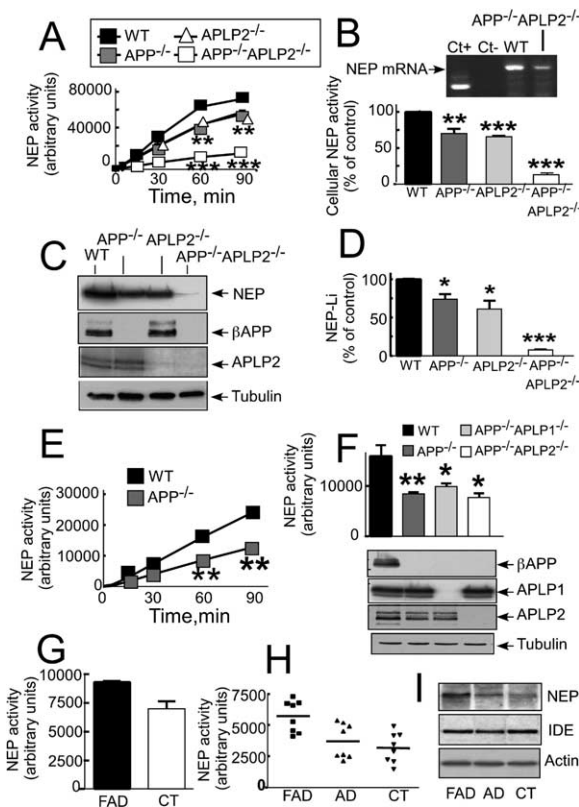 A
WT
APLP2-/-
APP-/-
APP-/-APLP2-/-
NEP activity
(arbitrary units)
80000
40000
0
0
30
60
90
**
**
***
***
Time, min
B
APP-/-APLP2-/-
Ct+ Ct- WT
NEP mRNA
Cellular NEP activity
(% of control)
100
50
0
**
***
***
WT
APP-/-
APLP2-/-
APP-/-
APLP2-/-
C
APP-/- APLP2-/-
WT
APP-/-APLP2-/-
NEP
βAPP
APLP2
Tubulin
D
NEP-Li
(% of control)
100
50
0
*
*
***
WT
APP-/-
APLP2-/-
APP-/-
APLP2-/-
E
WT
APP-/-
NEP activity
(arbitrary units)
30000
20000
10000
0
0
30
60
90
**
**
Time,min
F
WT
APP-/-APLP1-/-
APP-/-
APP-/-APLP2-/-
NEP activity
(arbitrary units)
10000
0
**
*
*
βAPP
APLP1
APLP2
Tubulin
G
NEP activity
(arbitrary units)
10000
7500
5000
2500
0
FAD
CT
H
NEP activity
(arbitrary units)
7500
5000
2500
0
FAD
AD
CT
I
NEP
IDE
Actin
FAD AD CT